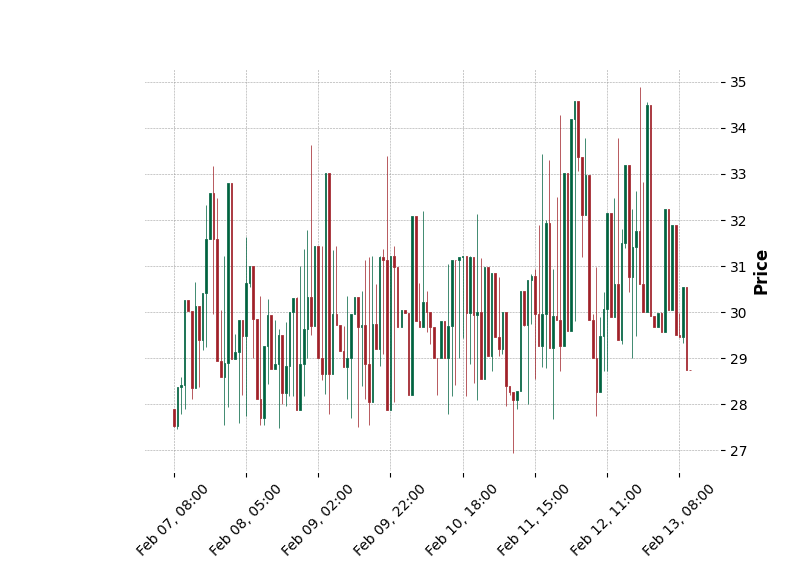 35
34
33
32
31
30
29
28
27
Price
Feb 07, 08:00
Feb 08, 05:00
Feb 09, 02:00
Feb 09, 22:00
Feb 10, 18:00
Feb 11, 15:00
Feb 12, 11:00
Feb 13, 08:00